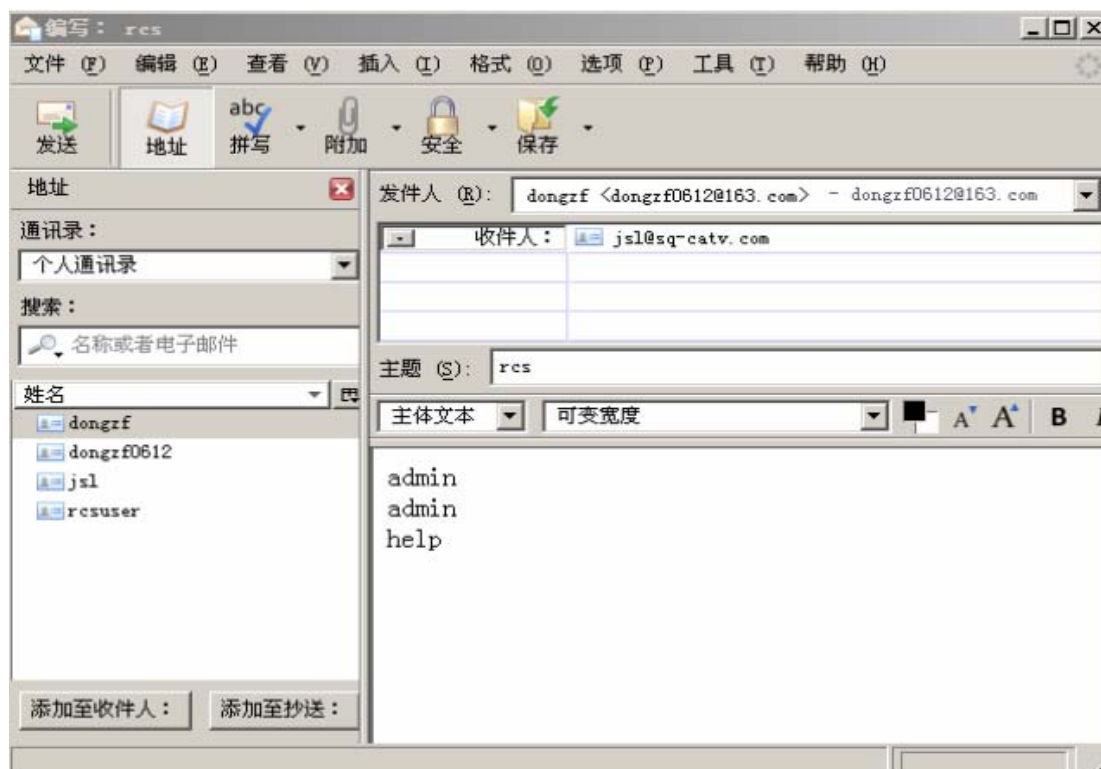 编写： rcs
文件 (F) 编辑 (E) 查看 (V) 插入 (I) 格式 (O) 选项 (P) 工具 (T) 帮助 (H)
发送 地址 abc 拼写 附加 安全 保存
地址
通讯录：
个人通讯录
搜索：
名称或者电子邮件
姓名
dongzf
dongzf0612
jsl
rcsuser
添加至收件人： 添加至抄送：
发件人 (R): dongzf <dongzf0612@163.com> - dongzf0612@163.com
收件人： jsl@sq-catv.com
主题 (S): rcs
主体文本 可变宽度 A A B I
admin
admin
help